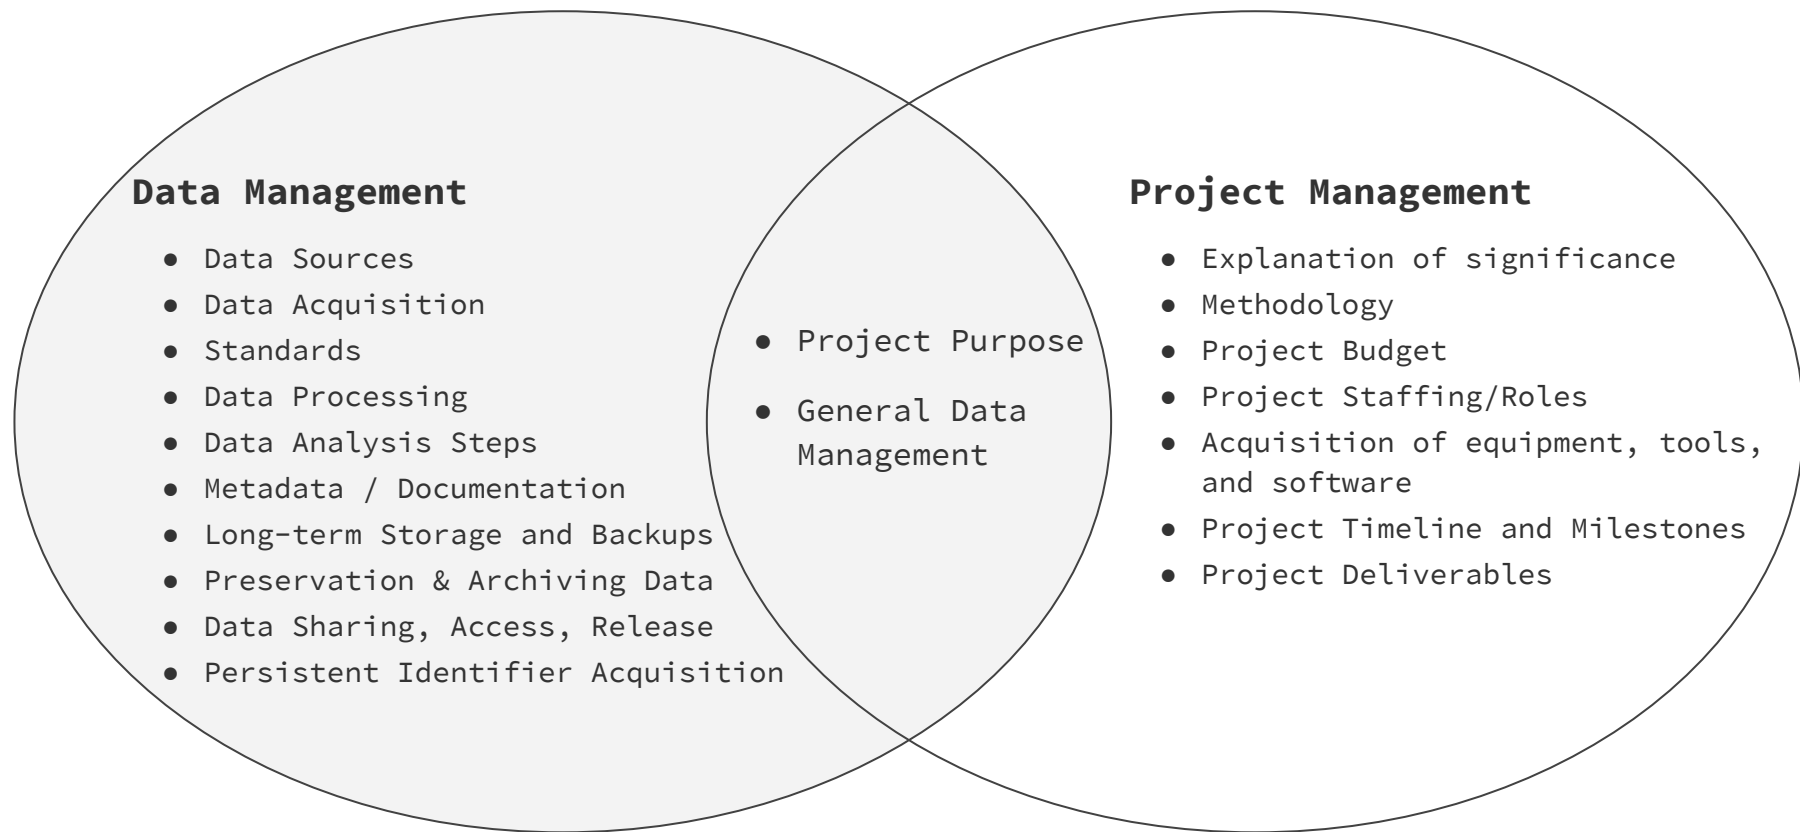 Data Management
● Data Sources
● Data Acquisition
● Standards
● Data Processing
● Data Analysis Steps
● Metadata / Documentation
● Long-term Storage and Backups
● Preservation & Archiving Data
● Data Sharing, Access, Release
● Persistent Identifier Acquisition
● Project Purpose
● General Data
Management
Project Management
● Explanation of significance
● Methodology
● Project Budget
● Project Staffing/Roles
● Acquisition of equipment, tools,
and software
● Project Timeline and Milestones
● Project Deliverables